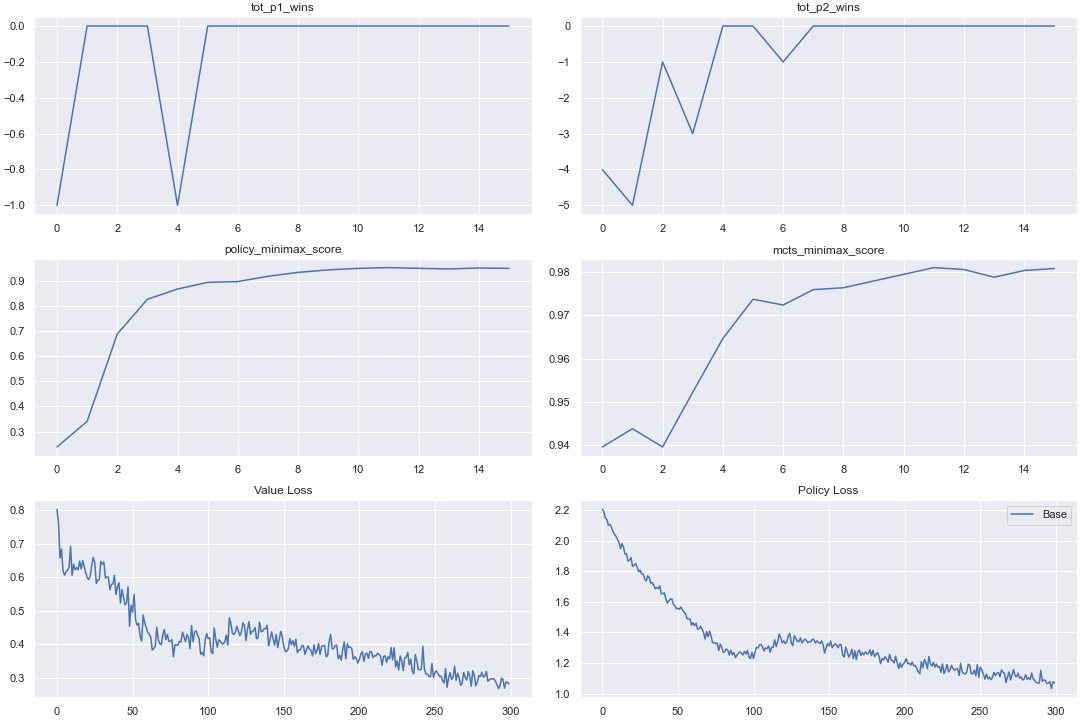 tot_p1_wins
0.0
−0.2
−0.4
−0.6
−0.8
−1.0
0 2 4 6 8 10 12 14
tot_p2_wins
0
−1
−2
−3
−4
−5
0 2 4 6 8 10 12 14
policy_minimax_score
0.9
0.8
0.7
0.6
0.5
0.4
0.3
0 2 4 6 8 10 12 14
mcts_minimax_score
0.98
0.97
0.96
0.95
0.94
0 2 4 6 8 10 12 14
Value Loss
0.8
0.7
0.6
0.5
0.4
0.3
0 50 100 150 200 250 300
Policy Loss
Base
2.2
2.0
1.8
1.6
1.4
1.2
1.0
0 50 100 150 200 250 300